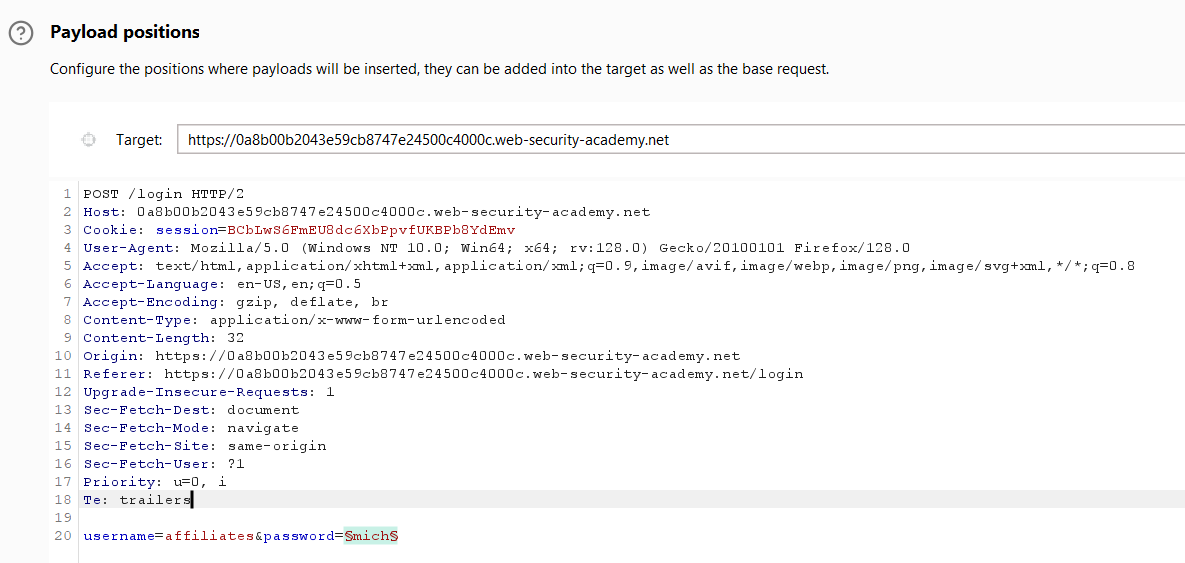 ?
Payload positions
Configure the positions where payloads will be inserted, they can be added into the target as well as the base request.
Target: https://0a8b00b2043e59cb8747e24500c4000c.web-security-academy.net
1 POST /login HTTP/2
2 Host: 0a8b00b2043e59cb8747e24500c4000c.web-security-academy.net
3 Cookie: session=BCbLwS6FmEU8dc6XbPpvfUKBPb8YdEmv
4 User-Agent: Mozilla/5.0 (Windows NT 10.0; Win64; x64; rv:128.0) Gecko/20100101 Firefox/128.0
5 Accept: text/html,application/xhtml+xml,application/xml;q=0.9,image/avif,image/webp,image/png,image/svg+xml,*/*;q=0.8
6 Accept-Language: en-US,en;q=0.5
7 Accept-Encoding: gzip, deflate, br
8 Content-Type: application/x-www-form-urlencoded
9 Content-Length: 32
10 Origin: https://0a8b00b2043e59cb8747e24500c4000c.web-security-academy.net
11 Referer: https://0a8b00b2043e59cb8747e24500c4000c.web-security-academy.net/login
12 Upgrade-Insecure-Requests: 1
13 Sec-Fetch-Dest: document
14 Sec-Fetch-Mode: navigate
15 Sec-Fetch-Site: same-origin
16 Sec-Fetch-User: ?1
17 Priority: u=0, i
18 Te: trailers
19
20 username=affiliates&password=§mich§